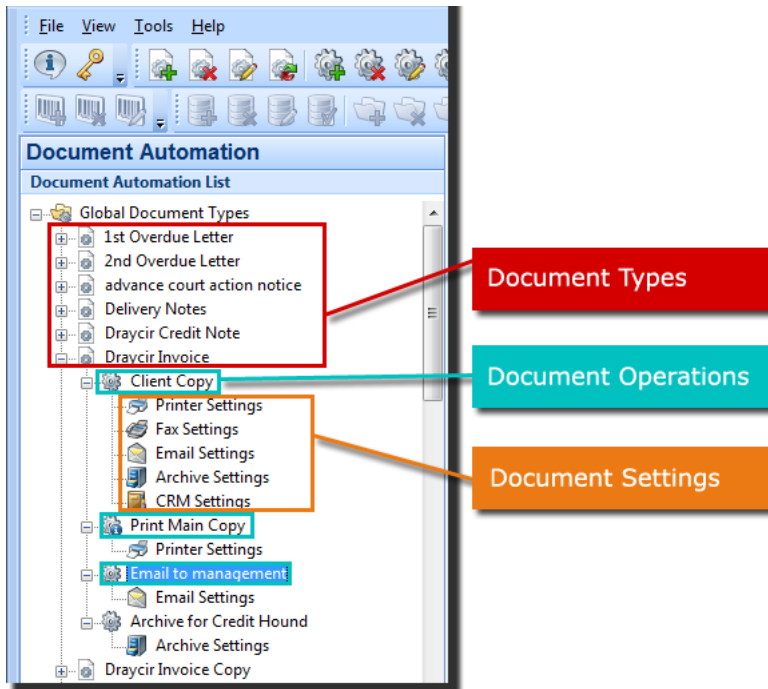 File View Tools Help
Document Automation
Document Automation List
Global Document Types
1st Overdue Letter
2nd Overdue Letter
advance court action notice
Delivery Notes
Draycir Credit Note
Draycir Invoice
Client Copy
Printer Settings
Fax Settings
Email Settings
Archive Settings
CRM Settings
Print Main Copy
Printer Settings
Email to management
Email Settings
Archive for Credit Hound
Archive Settings
Draycir Invoice Copy
Document Types
Document Operations
Document Settings